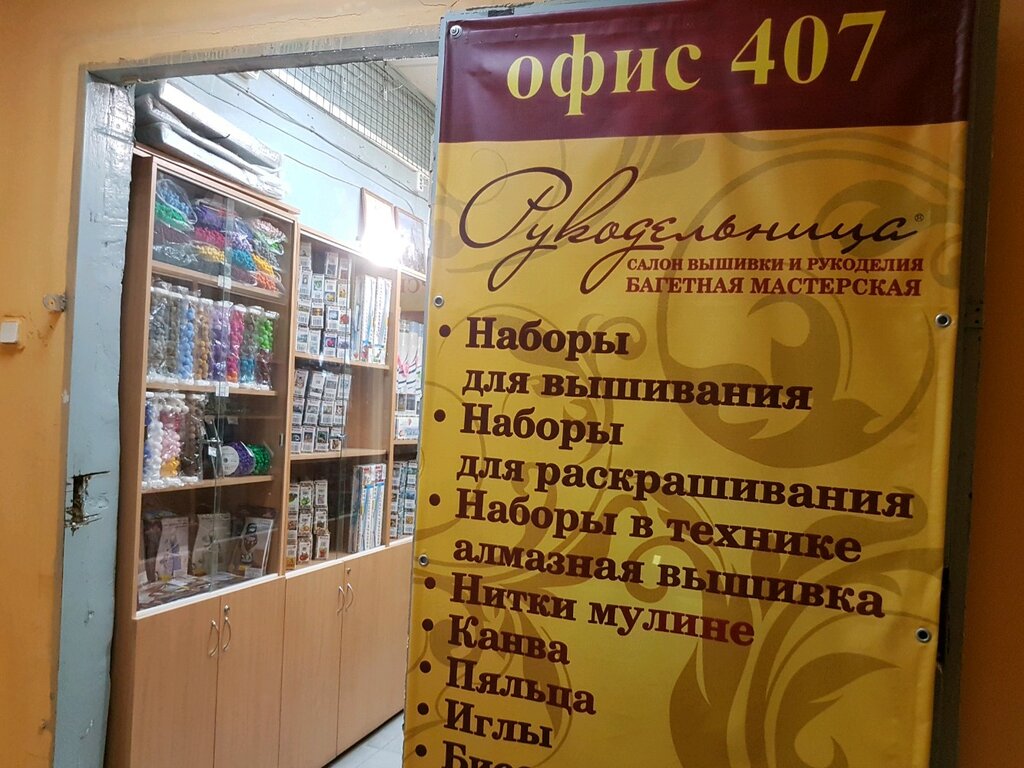 офис 407
Рукодельница®
САЛОН ВЫШИВКИ И РУКОДЕЛИЯ
БАГЕТНАЯ МАСТЕРСКАЯ
• Наборы
для вышивания
• Наборы
для раскрашивания
• Наборы в технике
алмазная вышивка
• Нитки мулине
• Канва
• Пяльца
• Иглы